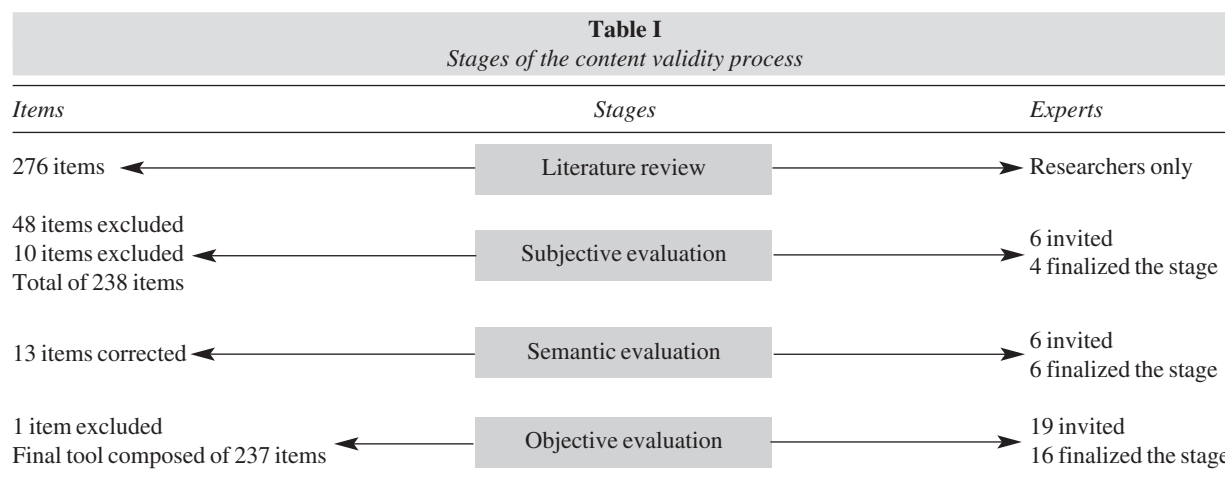 Table I
Stages of the content validity process
Items Stages Experts
276 items Literature review Researchers only
48 items excluded
10 items excluded
Total of 238 items
Subjective evaluation
6 invited
4 finalized the stage
13 items corrected
Semantic evaluation
6 invited
6 finalized the stage
1 item excluded
Final tool composed of 237 items
Objective evaluation
19 invited
16 finalized the stage